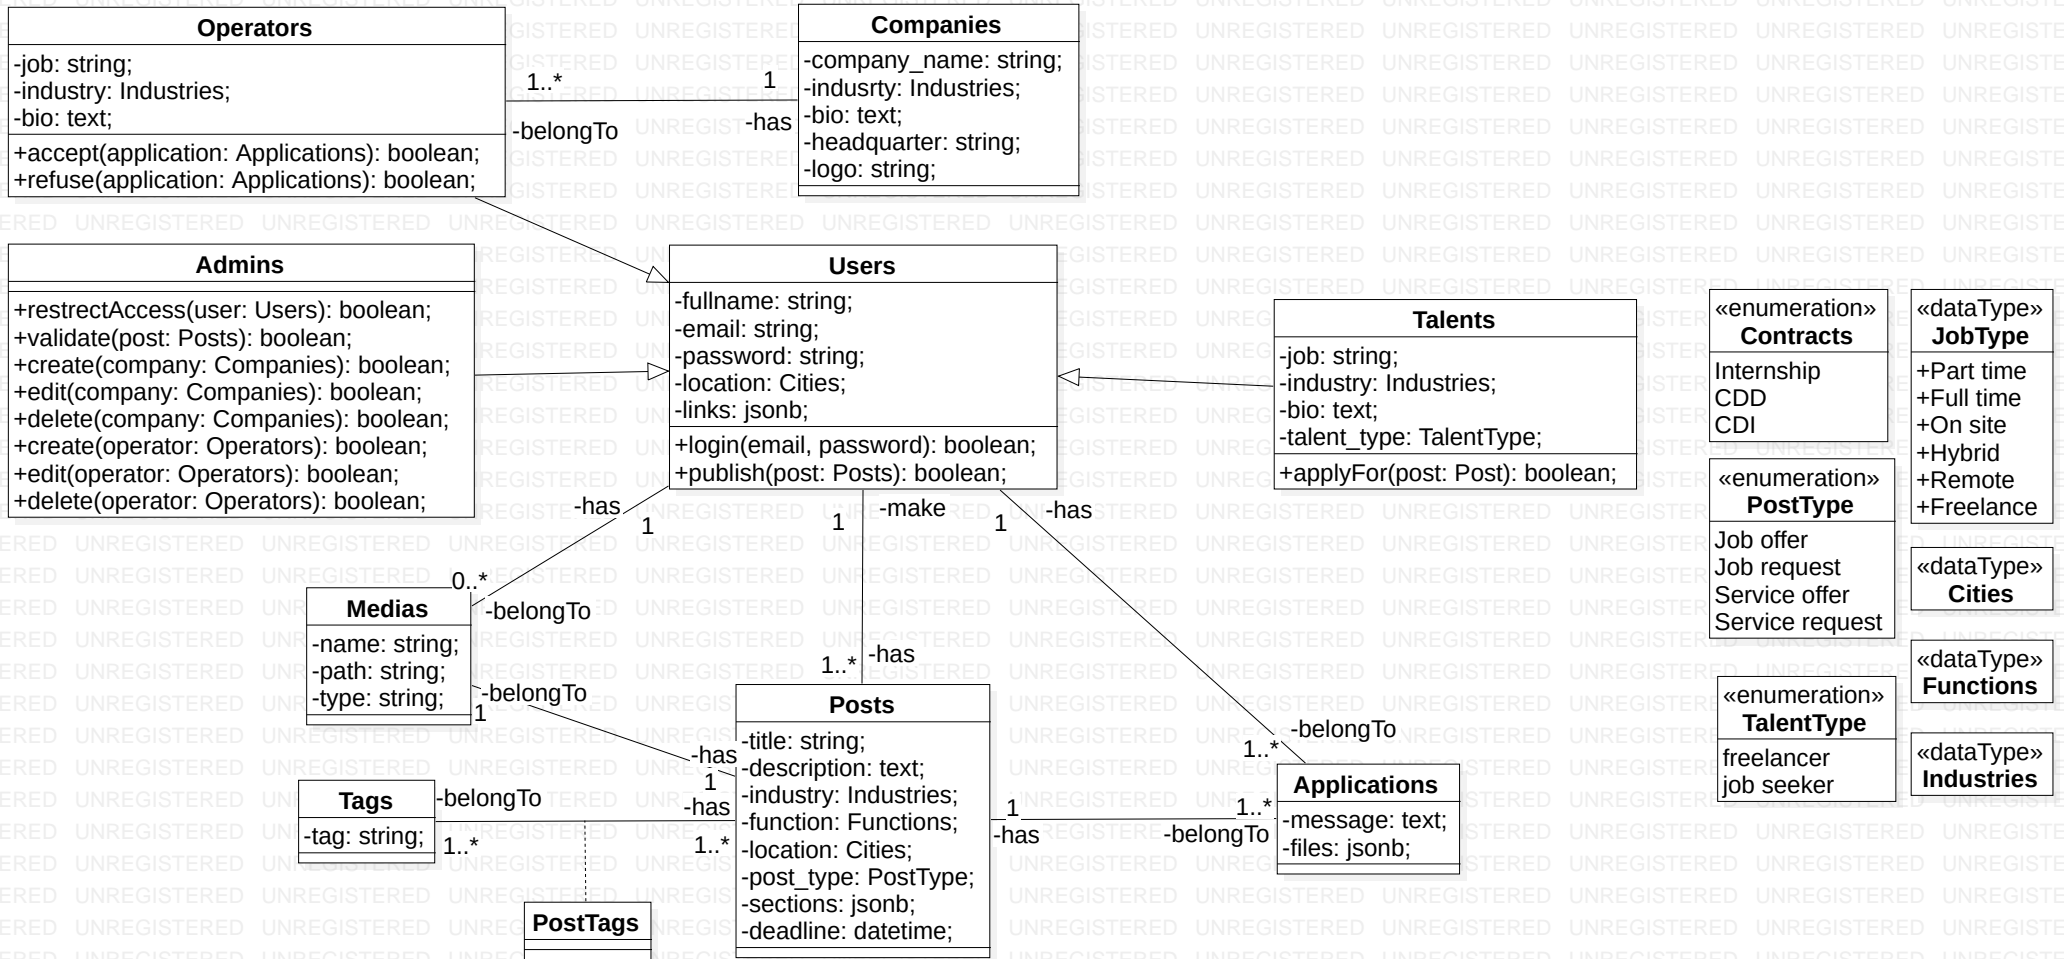 Operators
-job: string;
-industry: Industries;
-bio: text;
+accept(application: Applications): boolean;
+refuse(application: Applications): boolean;
1..*
-belongTo
1
-has
Companies
-company_name: string;
-indusrty: Industries;
-bio: text;
-headquarter: string;
-logo: string;
Admins
+restrectAccess(user: Users): boolean;
+validate(post: Posts): boolean;
+create(company: Companies): boolean;
+edit(company: Companies): boolean;
+delete(company: Companies): boolean;
+create(operator: Operators): boolean;
+edit(operator: Operators): boolean;
+delete(operator: Operators): boolean;
Users
-fullname: string;
-email: string;
-password: string;
-location: Cities;
-links: jsonb;
+login(email, password): boolean;
+publish(post: Posts): boolean;
Talents
-job: string;
-industry: Industries;
-bio: text;
-talent_type: TalentType;
+applyFor(post: Post): boolean;
«enumeration»
Contracts
Internship
CDD
CDI
«dataType»
JobType
+Part time
+Full time
+On site
+Hybrid
+Remote
+Freelance
«enumeration»
PostType
Job offer
Job request
Service offer
Service request
«dataType»
Cities
«dataType»
Functions
«enumeration»
TalentType
freelancer
job seeker
«dataType»
Industries
-has
1
0..*
-belongTo
1
-make
1..*
-has
1
-has
1..*
-belongTo
Medias
-name: string;
-path: string;
-type: string;
-belongTo
1
-has
1
Tags
-tag: string;
-belongTo
1..*
-has
1..*
PostTags
Posts
-title: string;
-description: text;
-industry: Industries;
-function: Functions;
-location: Cities;
-post_type: PostType;
-sections: jsonb;
-deadline: datetime;
1
-has
1..*
-belongTo
Applications
-message: text;
-files: jsonb;
UNREGISTERED